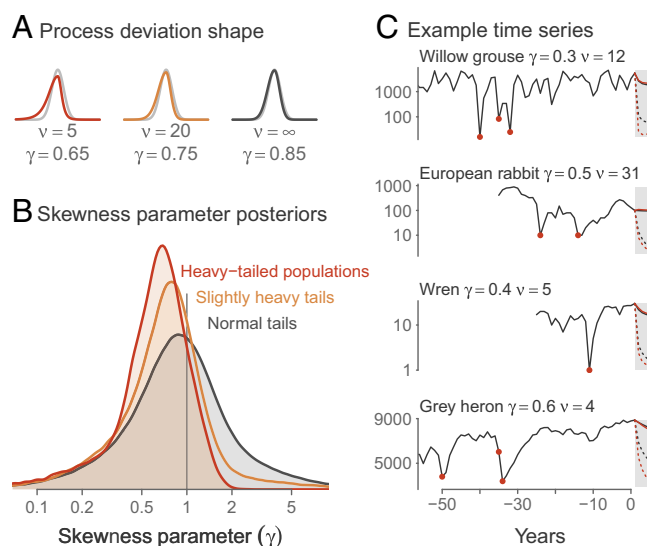 A Process deviation shape
ν = 5
γ = 0.65
ν = 20
γ = 0.75
ν = ∞
γ = 0.85
B Skewness parameter posteriors
Heavy−tailed populations
Slightly heavy tails
Normal tails
0.1 0.2 0.5 1 2 5
Skewness parameter (γ)
C Example time series
Willow grouse γ = 0.3 ν = 12
1000
100
European rabbit γ = 0.5 ν = 31
1000
100
10
Wren γ = 0.4 ν = 5
10
1
Grey heron γ = 0.6 ν = 4
9000
5000
−50 −30 −10 0
Years